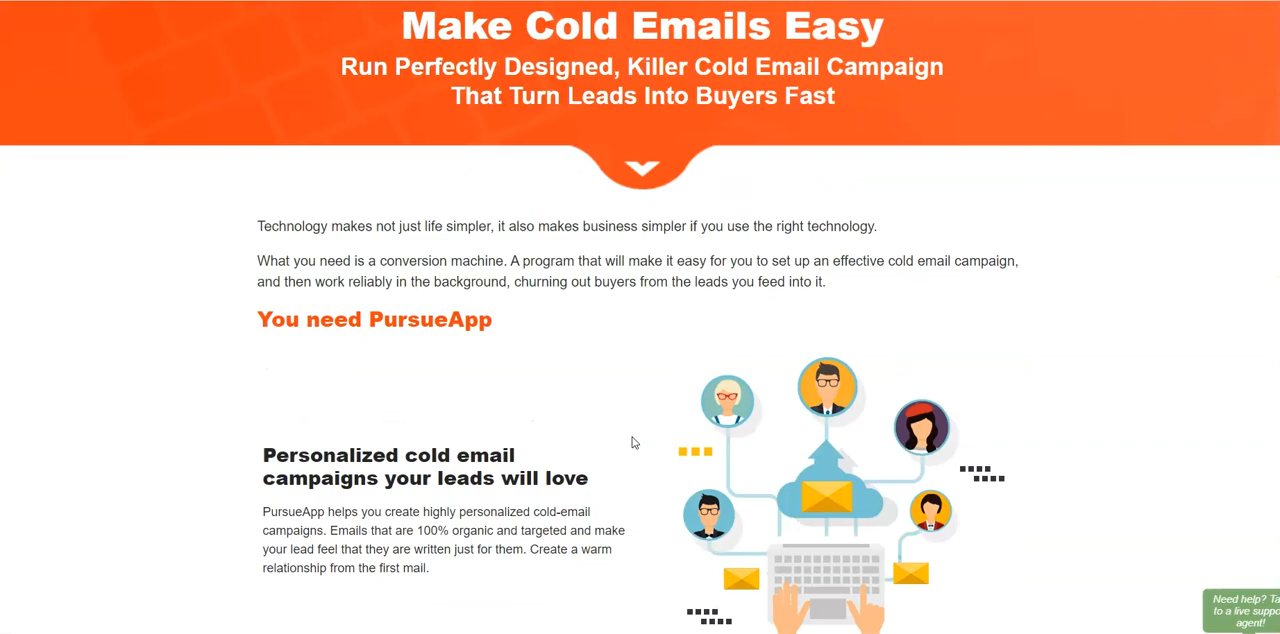 Make Cold Emails Easy
Run Perfectly Designed, Killer Cold Email Campaign
That Turn Leads Into Buyers Fast
Technology makes not just life simpler, it also makes business simpler if you use the right technology.
What you need is a conversion machine. A program that will make it easy for you to set up an effective cold email campaign,
and then work reliably in the background, churning out buyers from the leads you feed into it.
You need PursueApp
Personalized cold email
campaigns your leads will love
PursueApp helps you create highly personalized cold-email
campaigns. Emails that are 100% organic and targeted and make
your lead feel that they are written just for them. Create a warm
relationship from the first mail.
Need help? Ta
to a live suppo
agent!